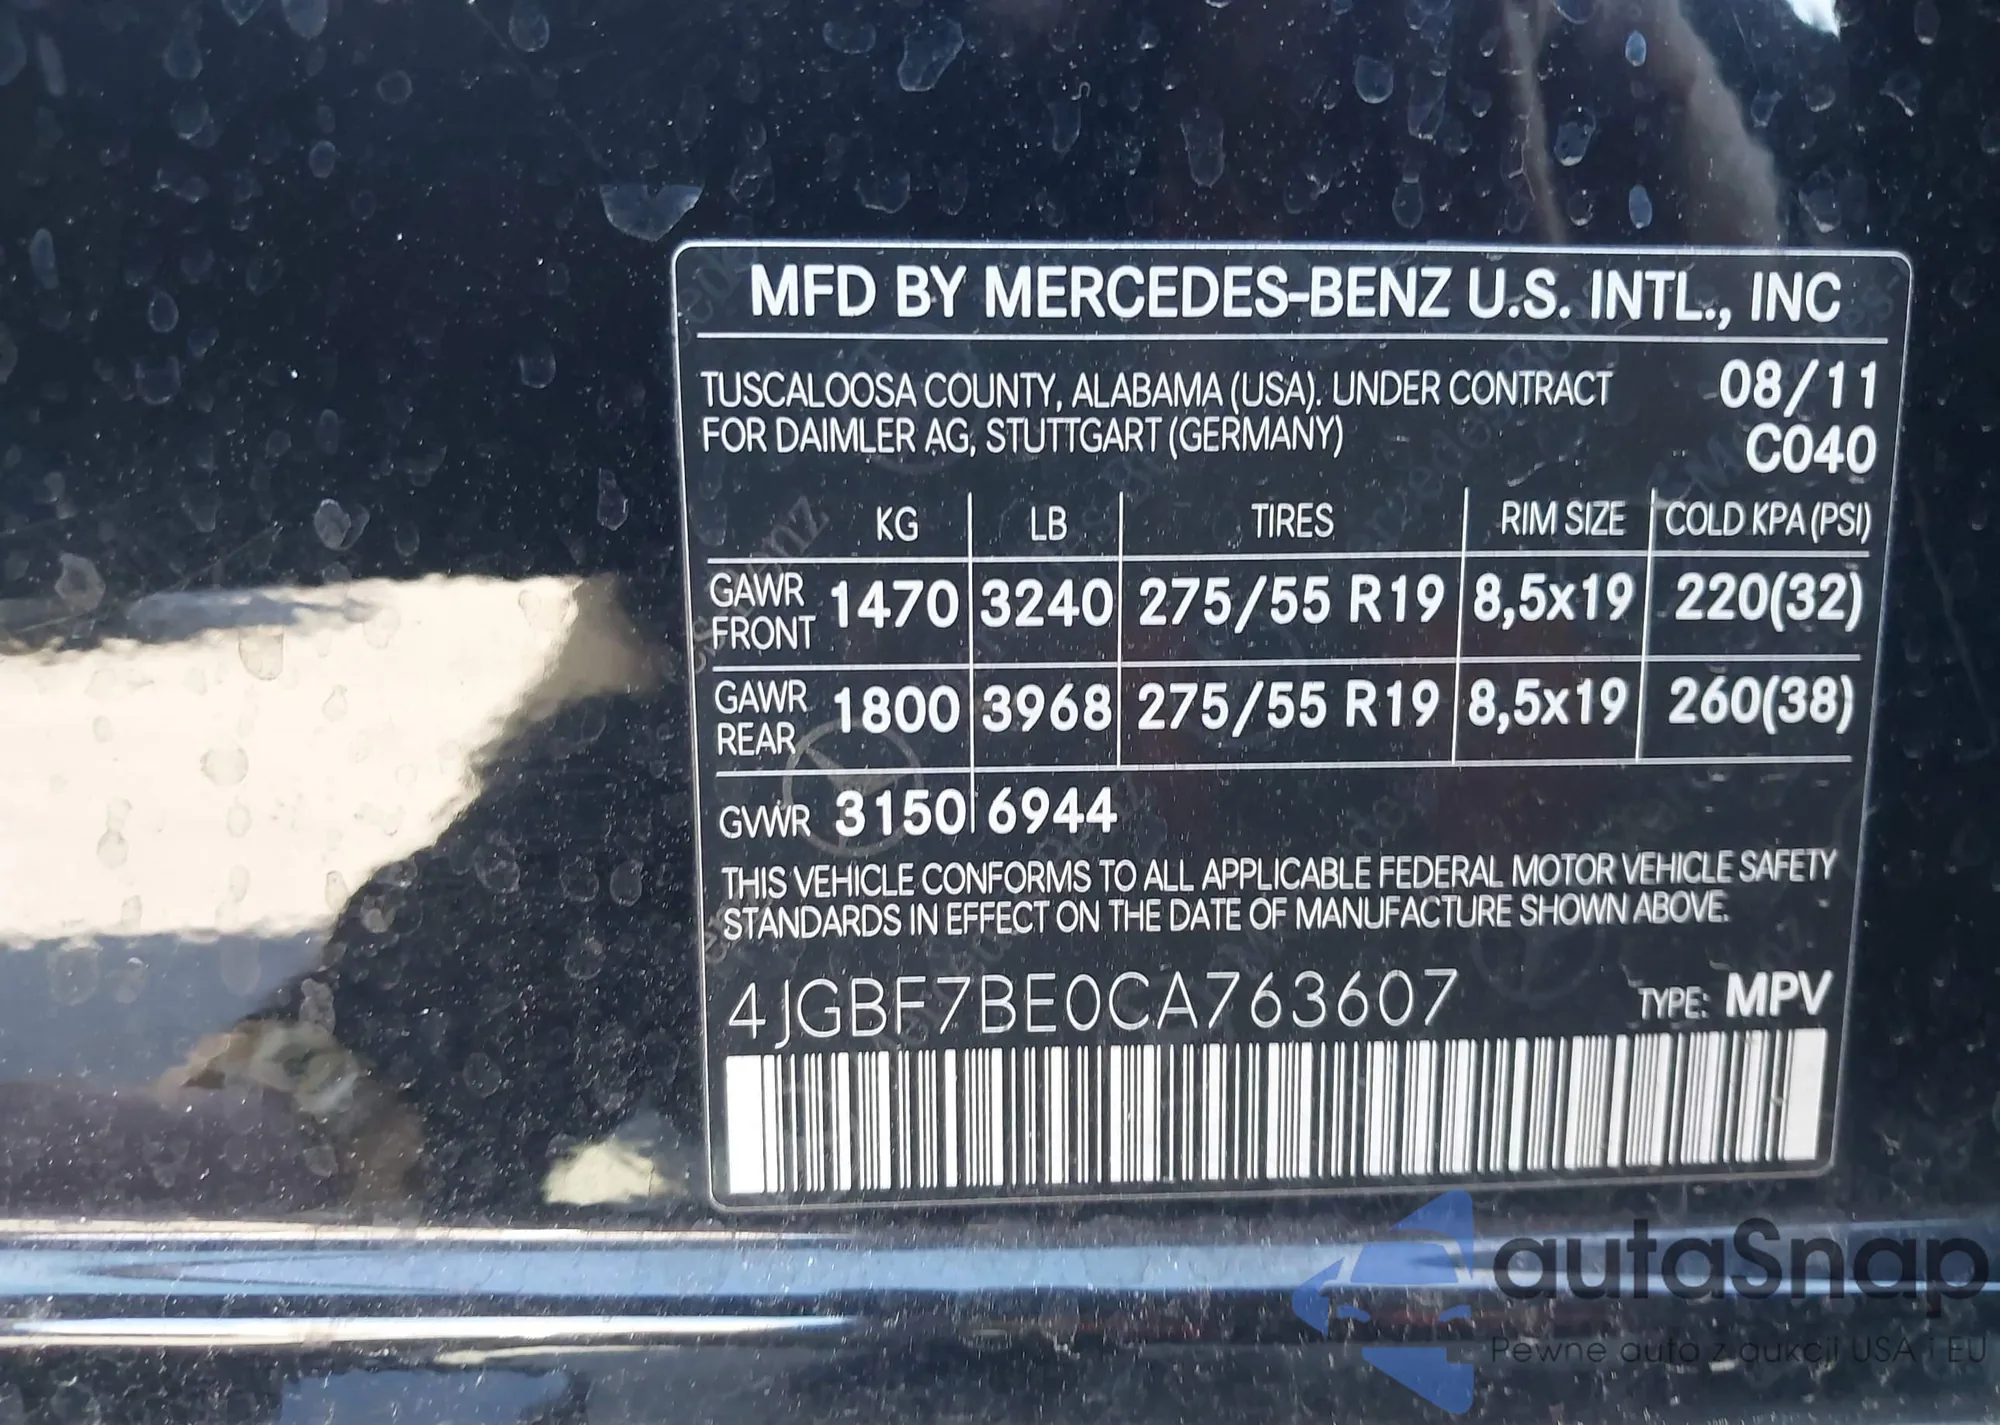 MFD BY MERCEDES-BENZ U.S. INTL., INC
TUSCALOOSA COUNTY, ALABAMA (USA). UNDER CONTRACT 08/11
FOR DAIMLER AG, STUTTGART (GERMANY) C040
KG LB TIRES RIM SIZE COLD KPA (PSI)
GAWR FRONT 1470 3240 275/55 R19 8,5x19 220(32)
GAWR REAR 1800 3968 275/55 R19 8,5x19 260(38)
GVWR 3150 6944
THIS VEHICLE CONFORMS TO ALL APPLICABLE FEDERAL MOTOR VEHICLE SAFETY
STANDARDS IN EFFECT ON THE DATE OF MANUFACTURE SHOWN ABOVE.
4JGBF7BE0CA763607 TYPE: MPV
autaSnap
Pewne auta z aukcji USA i EU